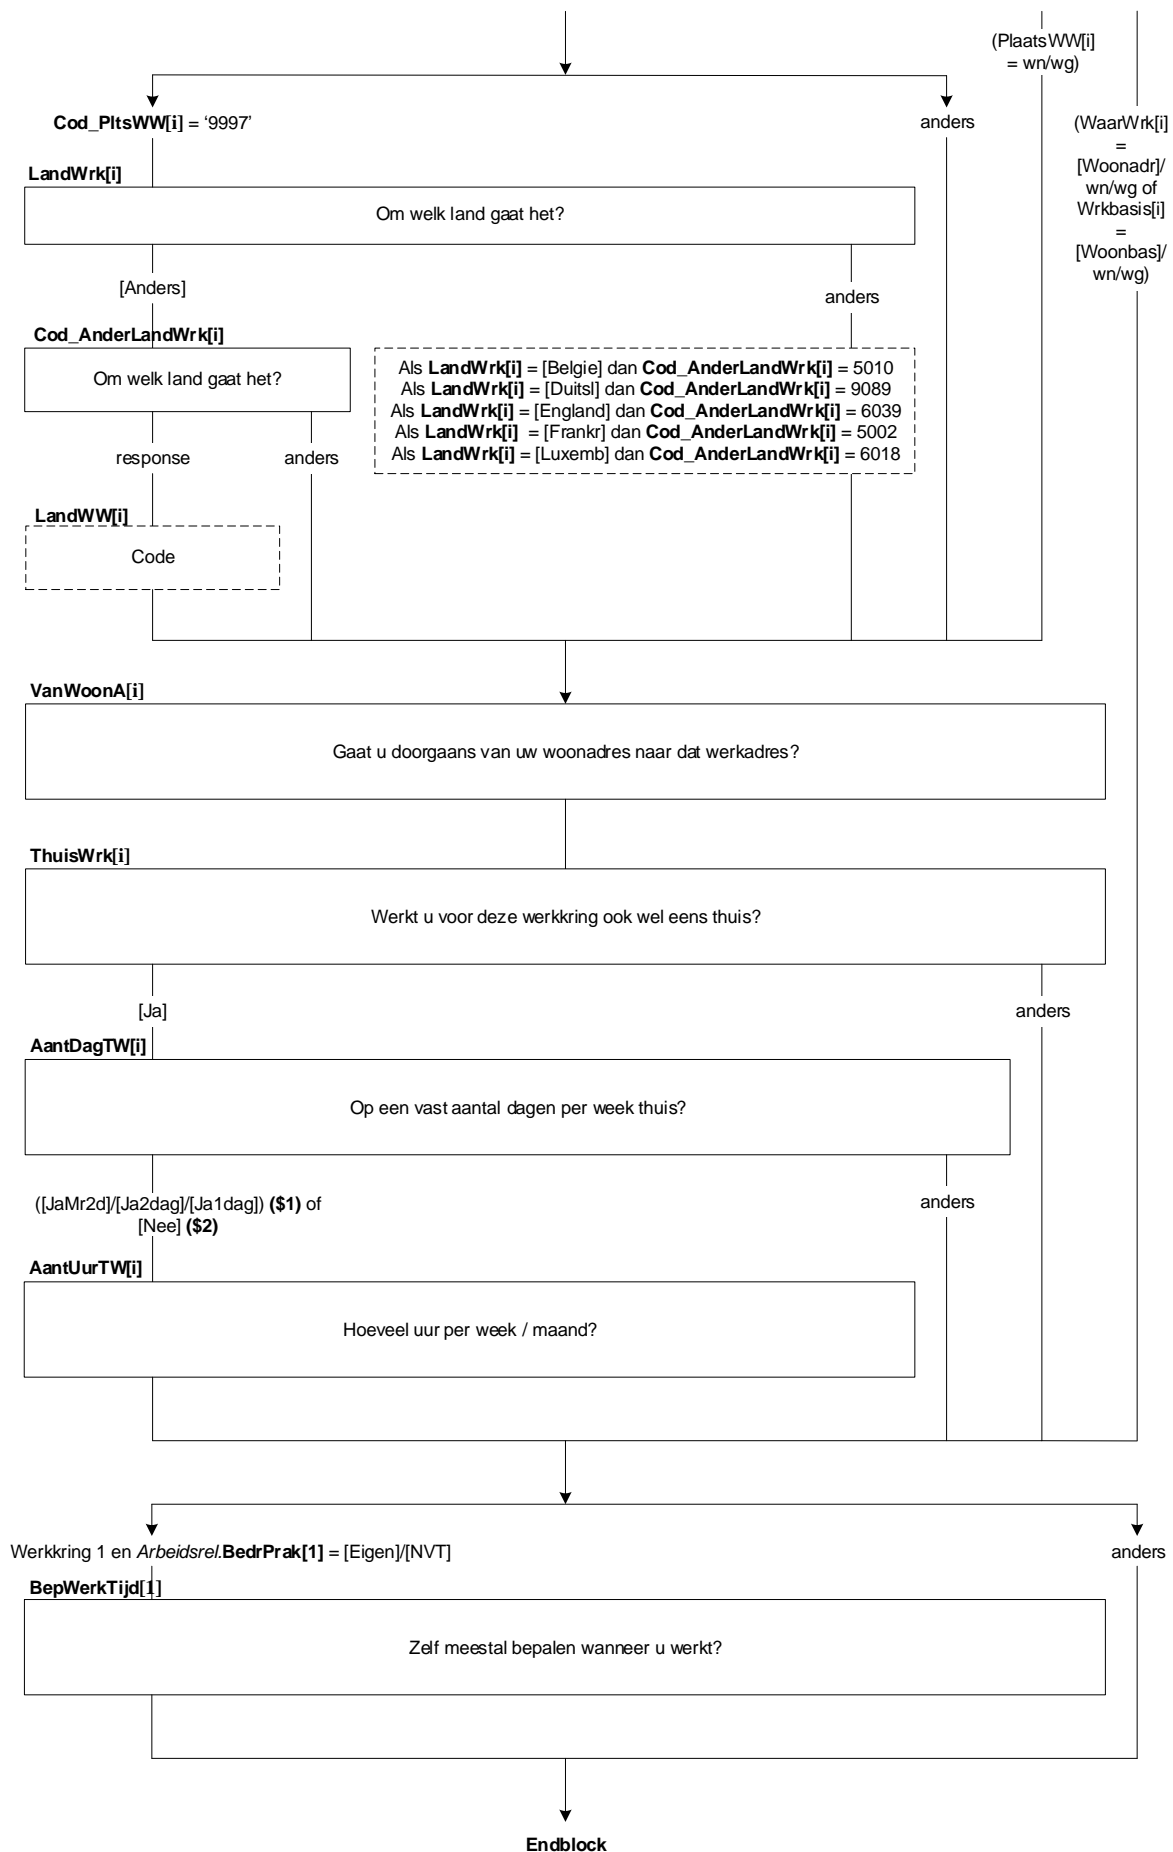 (PlaatsWW[i]
= wn/wg)
Cod_PltsWW[i] = ‘9997’
anders
(WaarWrk[i]
=
[Woonadr]/
wn/wg of
Wrkbasis[i]
=
[Woonbas]/
wn/wg)
LandWrk[i]
Om welk land gaat het?
[Anders]
anders
Cod_AnderLandWrk[i]
Om welk land gaat het?
Als LandWrk[i] = [Belgie] dan Cod_AnderLandWrk[i] = 5010
Als LandWrk[i] = [Duitsl] dan Cod_AnderLandWrk[i] = 9089
Als LandWrk[i] = [England] dan Cod_AnderLandWrk[i] = 6039
Als LandWrk[i] = [Frankr] dan Cod_AnderLandWrk[i] = 5002
Als LandWrk[i] = [Luxemb] dan Cod_AnderLandWrk[i] = 6018
response
anders
LandWW[i]
Code
VanWoonA[i]
Gaat u doorgaans van uw woonadres naar dat werkadres?
ThuisWrk[i]
Werkt u voor deze werkkring ook wel eens thuis?
[Ja]
anders
AantDagTW[i]
Op een vast aantal dagen per week thuis?
([JaMr2d]/[Ja2dag]/[Ja1dag]) ($1) of
[Nee] ($2)
anders
AantUurTW[i]
Hoeveel uur per week / maand?
Werkkring 1 en Arbeidsrel.BedrPrak[1] = [Eigen]/[NVT]
anders
BepWerkTijd[1]
Zelf meestal bepalen wanneer u werkt?
Endblock